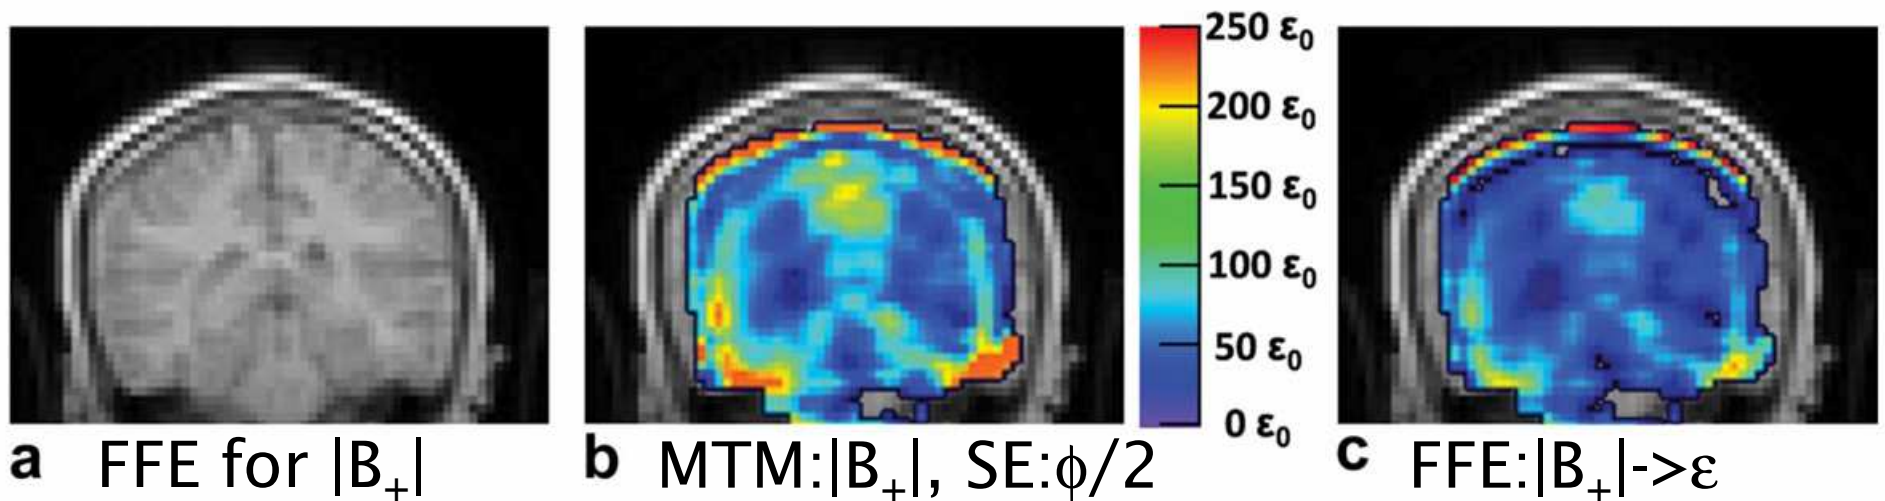 250 ε₀
200 ε₀
150 ε₀
100 ε₀
50 ε₀
0 ε₀
a FFE for |B₊|
b MTM:|B₊|, SE:ϕ/2
c FFE:|B₊|->ε